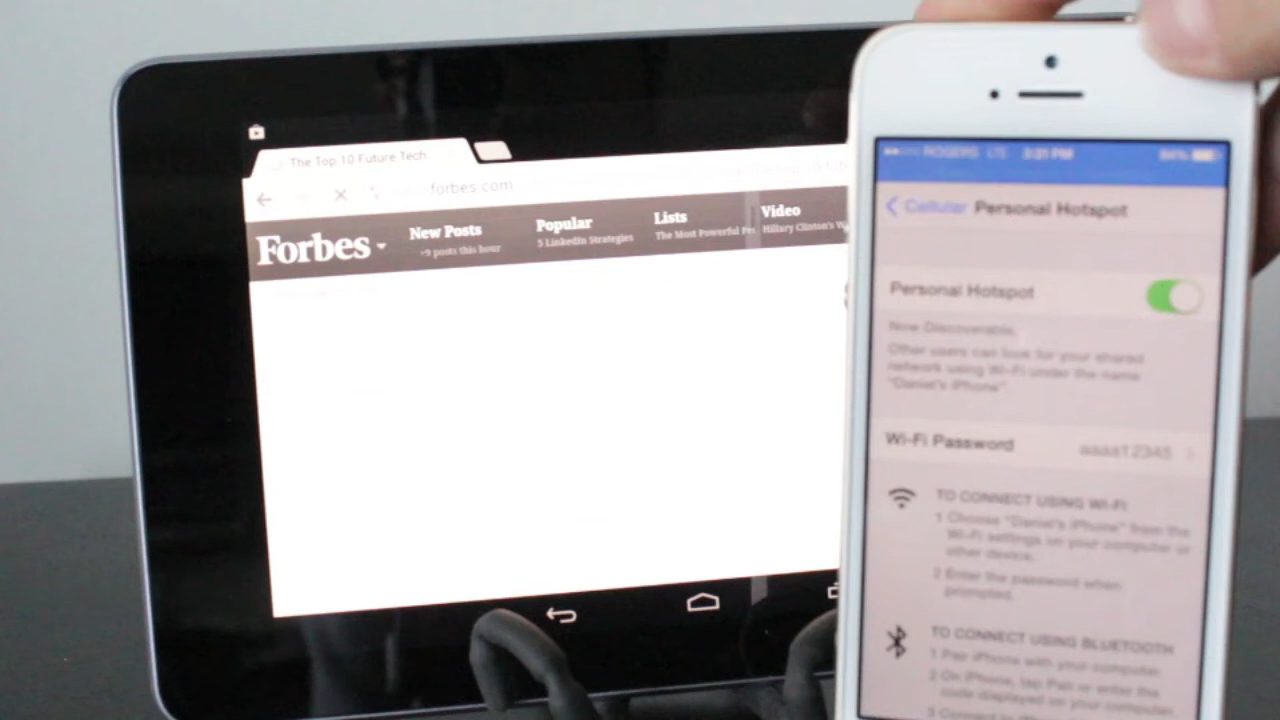 The Top 10 Future Tech
forbes.com
Forbes
New Posts
+9 posts this hour
Popular
5 LinkedIn Strategies
Lists
The Most Powerful Pe
Video
Hillary Clinton's W
ROGERS LTE 3:21 PM
Cellular Personal Hotspot
Personal Hotspot
Now Discoverable.
Other users can look for your shared
network using Wi-Fi under the name
"Daniel's iPhone".
Wi-Fi Password aaaa12345
TO CONNECT USING WI-FI
1 Choose "Daniel's iPhone" from the
Wi-Fi settings on your computer or
other device.
2 Enter the password when
prompted.
TO CONNECT USING BLUETOOTH
1 Pair iPhone with your computer.
2 On iPhone, tap Pair or enter the
code displayed on your computer.
3 Connect to